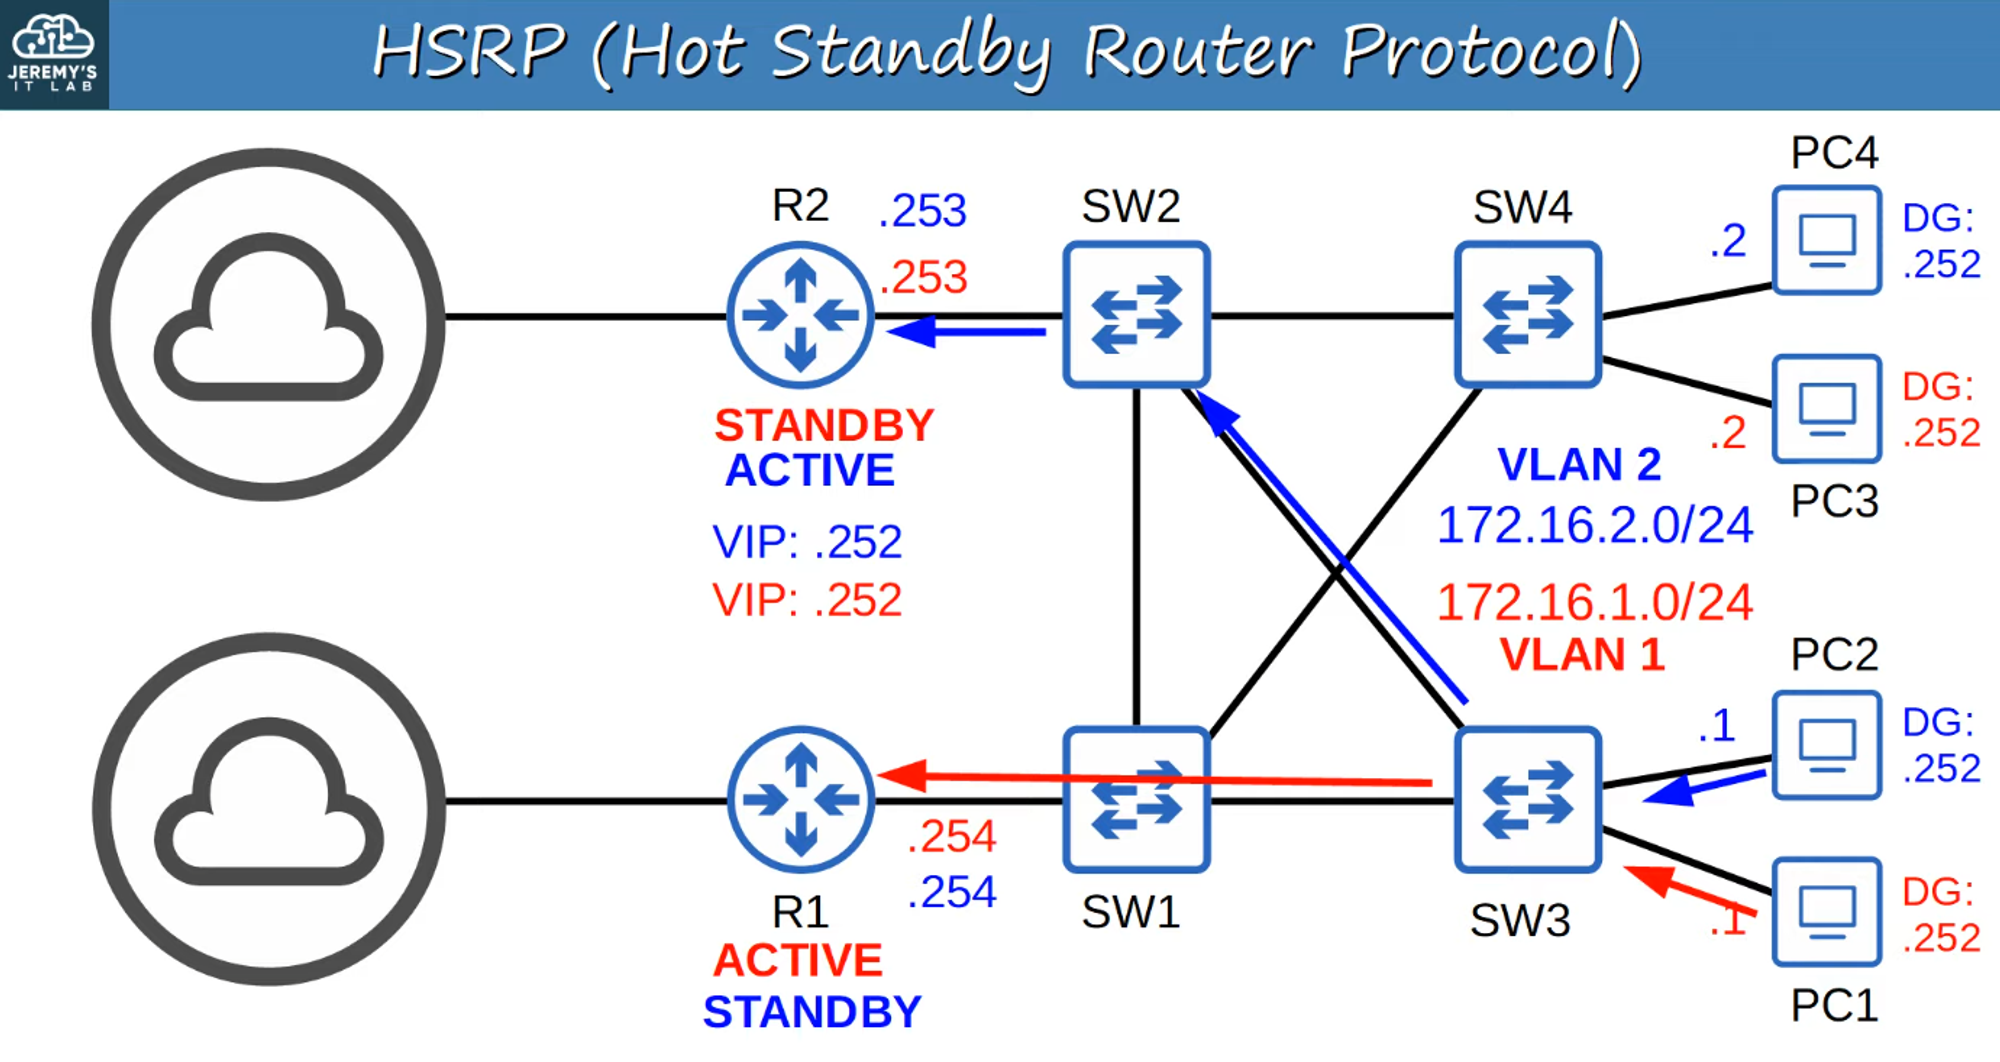 JEREMY'S
IT LAB
HSRP (Hot Standby Router Protocol)
PC4
R2
.253
SW2
SW4
.2
DG:
.252
.253
DG:
.252
.2
PC3
STANDBY
ACTIVE
VLAN 2
172.16.2.0/24
VIP: .252
VIP: .252
172.16.1.0/24
VLAN 1
PC2
.1
DG:
.252
.254
.254
R1
SW1
SW3
.1
DG:
.252
ACTIVE
STANDBY
PC1